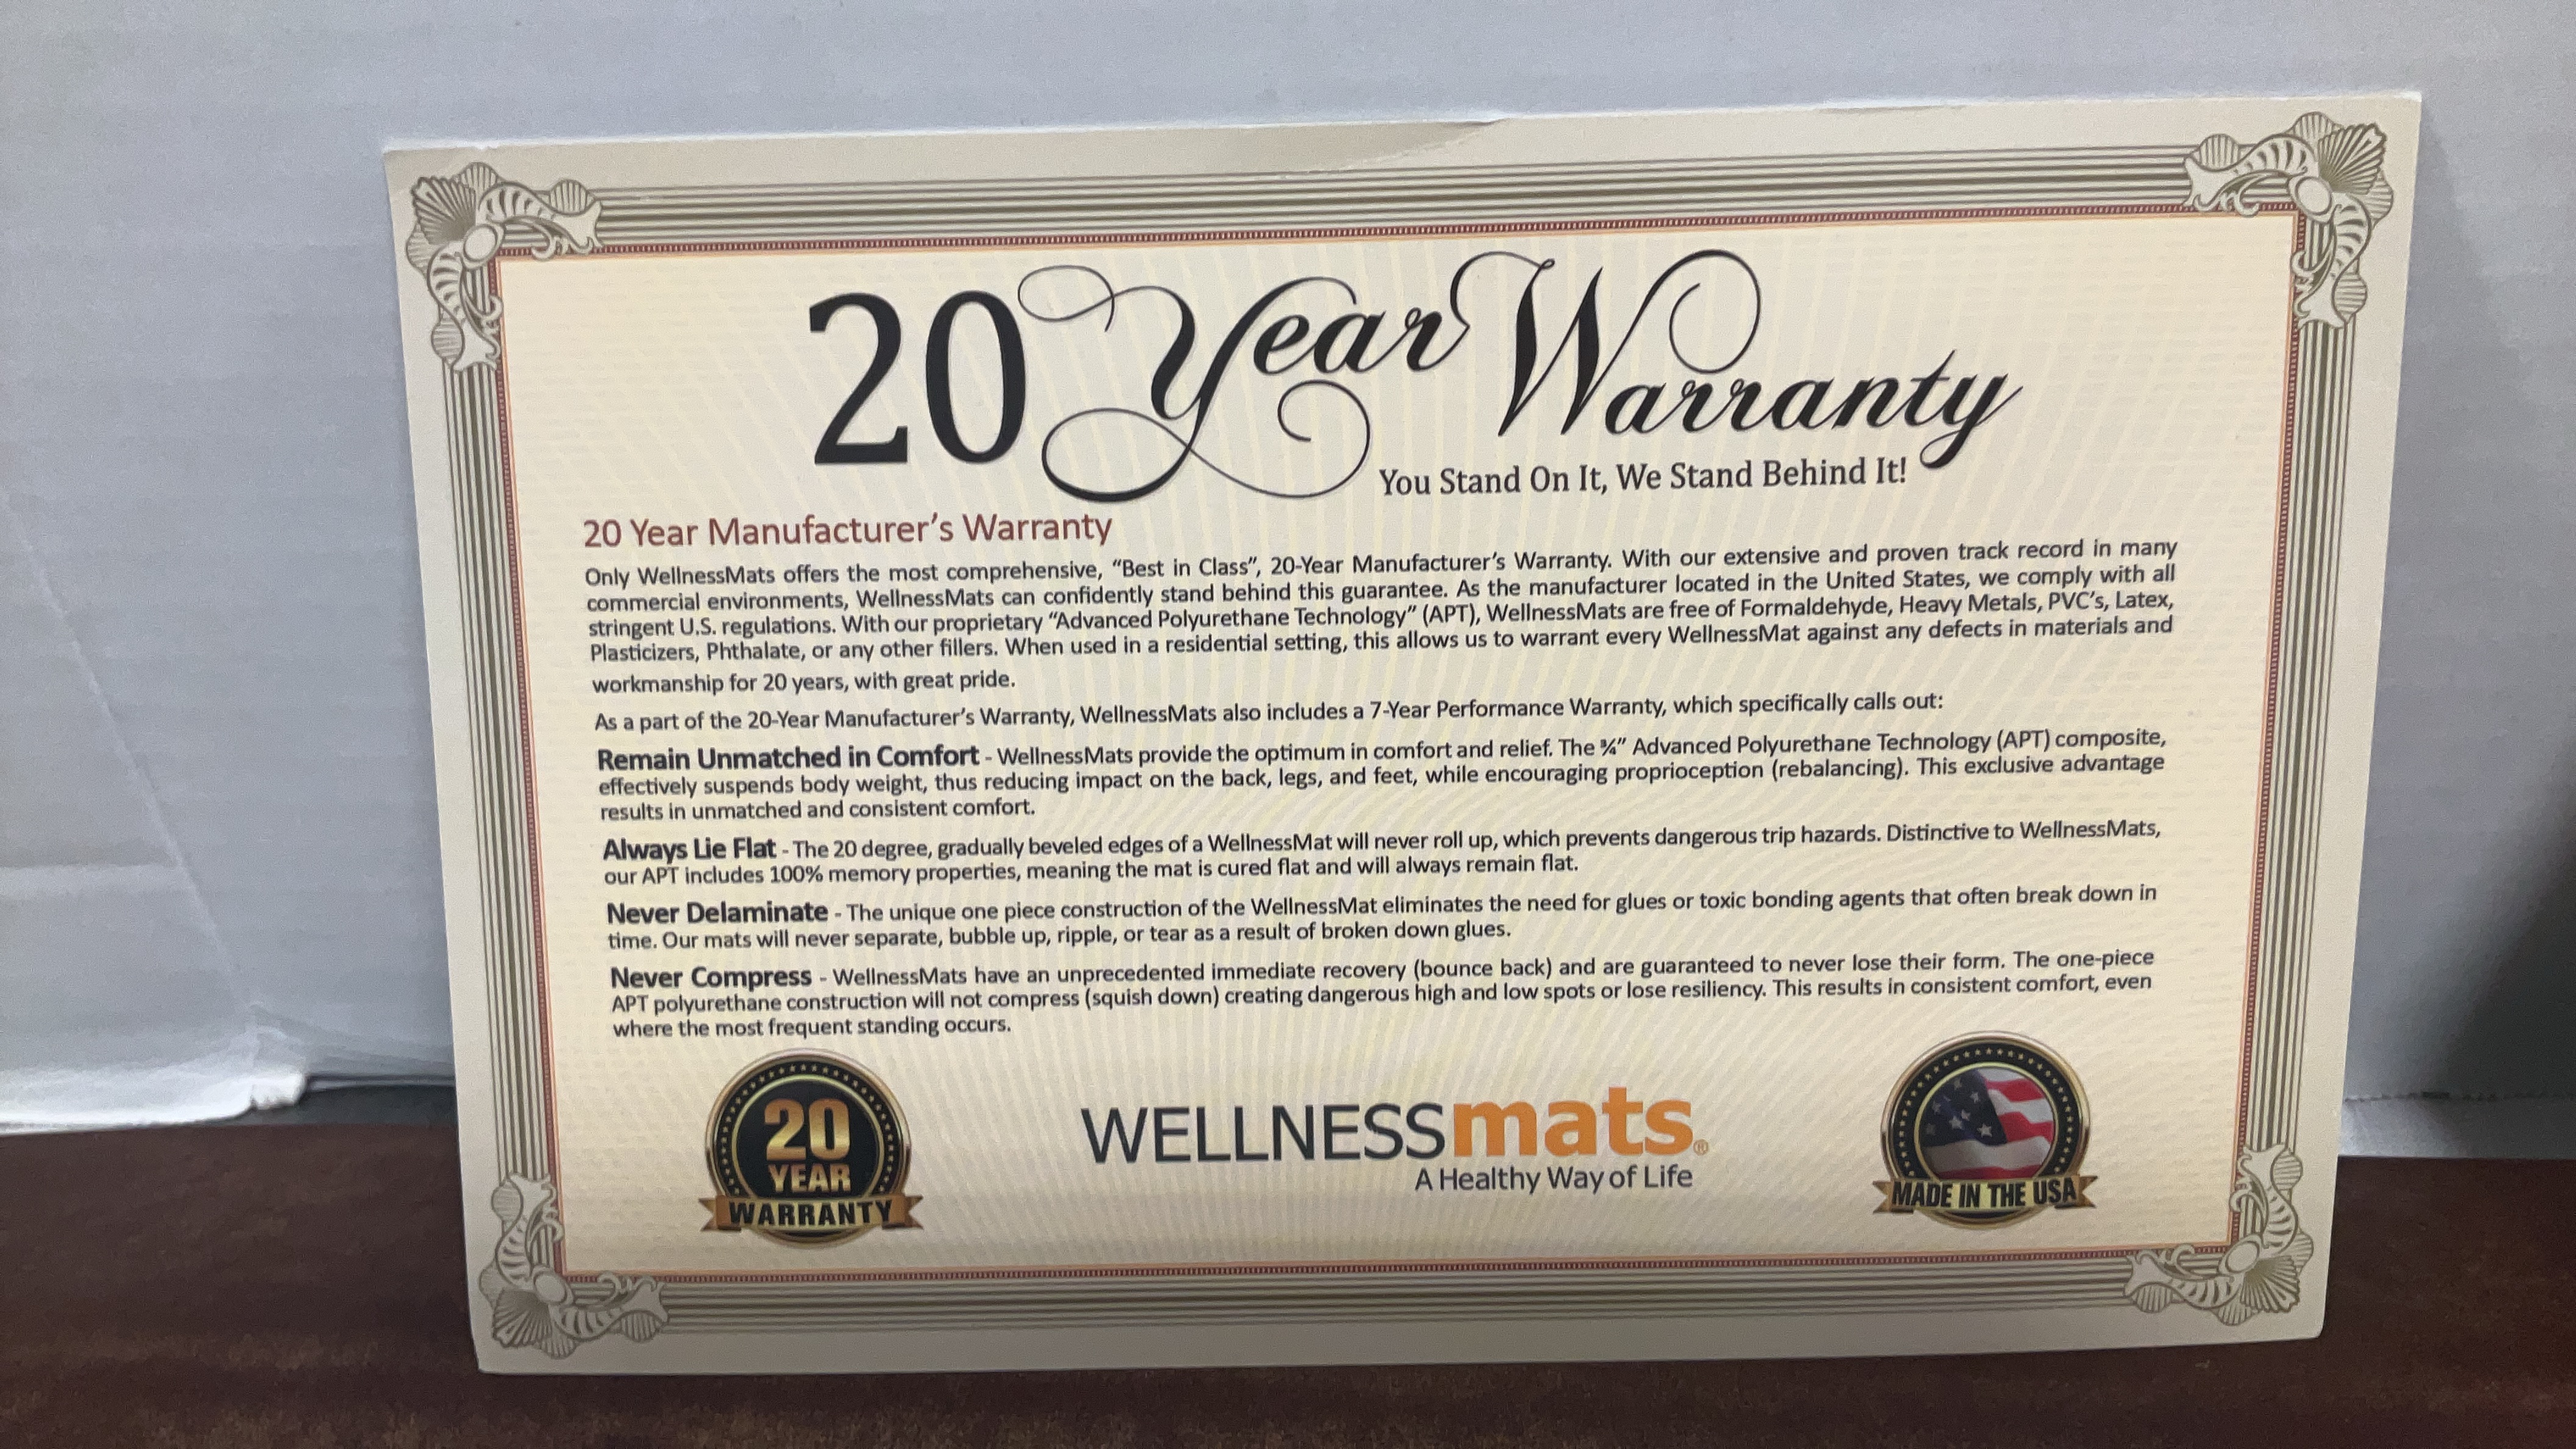 20 Year Warranty
You Stand On It, We Stand Behind It!
20 Year Manufacturer's Warranty
Only WellnessMats offers the most comprehensive, "Best in Class", 20-Year Manufacturer's Warranty. With our extensive and proven track record in many
commercial environments, WellnessMats can confidently stand behind this guarantee. As the manufacturer located in the United States, we comply with all
stringent U.S. regulations. With our proprietary "Advanced Polyurethane Technology" (APT), WellnessMats are free of Formaldehyde, Heavy Metals, PVC's, Latex,
Plasticizers, Phthalate, or any other fillers. When used in a residential setting, this allows us to warrant every WellnessMat against any defects in materials and
workmanship for 20 years, with great pride.
As a part of the 20-Year Manufacturer's Warranty, WellnessMats also includes a 7-Year Performance Warranty, which specifically calls out:
Remain Unmatched in Comfort - WellnessMats provide the optimum in comfort and relief. The ¾" Advanced Polyurethane Technology (APT) composite,
effectively suspends body weight, thus reducing impact on the back, legs, and feet, while encouraging proprioception (rebalancing). This exclusive advantage
results in unmatched and consistent comfort.
Always Lie Flat - The 20 degree, gradually beveled edges of a WellnessMat will never roll up, which prevents dangerous trip hazards. Distinctive to WellnessMats,
our APT includes 100% memory properties, meaning the mat is cured flat and will always remain flat.
Never Delaminate - The unique one piece construction of the WellnessMat eliminates the need for glues or toxic bonding agents that often break down in
time. Our mats will never separate, bubble up, ripple, or tear as a result of broken down glues.
Never Compress - WellnessMats have an unprecedented immediate recovery (bounce back) and are guaranteed to never lose their form. The one-piece
APT polyurethane construction will not compress (squish down) creating dangerous high and low spots or lose resiliency. This results in consistent comfort, even
where the most frequent standing occurs.
20
YEAR
WARRANTY
WELLNESSmats®
A Healthy Way of Life
MADE IN THE USA